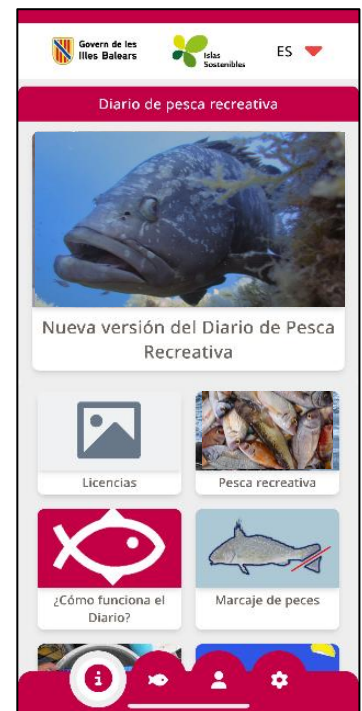 Govern de les
Illes Balears
Islas
Sostenibles
ES
Diario de pesca recreativa
Nueva versión del Diario de Pesca
Recreativa
Licencias
Pesca recreativa
¿Cómo funciona el
Diario?
Marcaje de peces
i